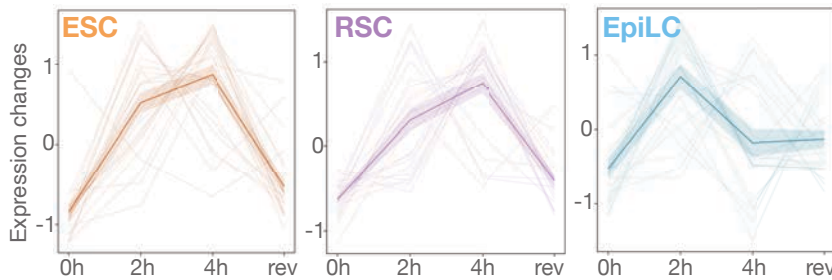 ESC
RSC
EpiLC
Expression changes
1
0
-1
0h 2h 4h rev
1
0
-1
0h 2h 4h rev
1
0
-1
0h 2h 4h rev